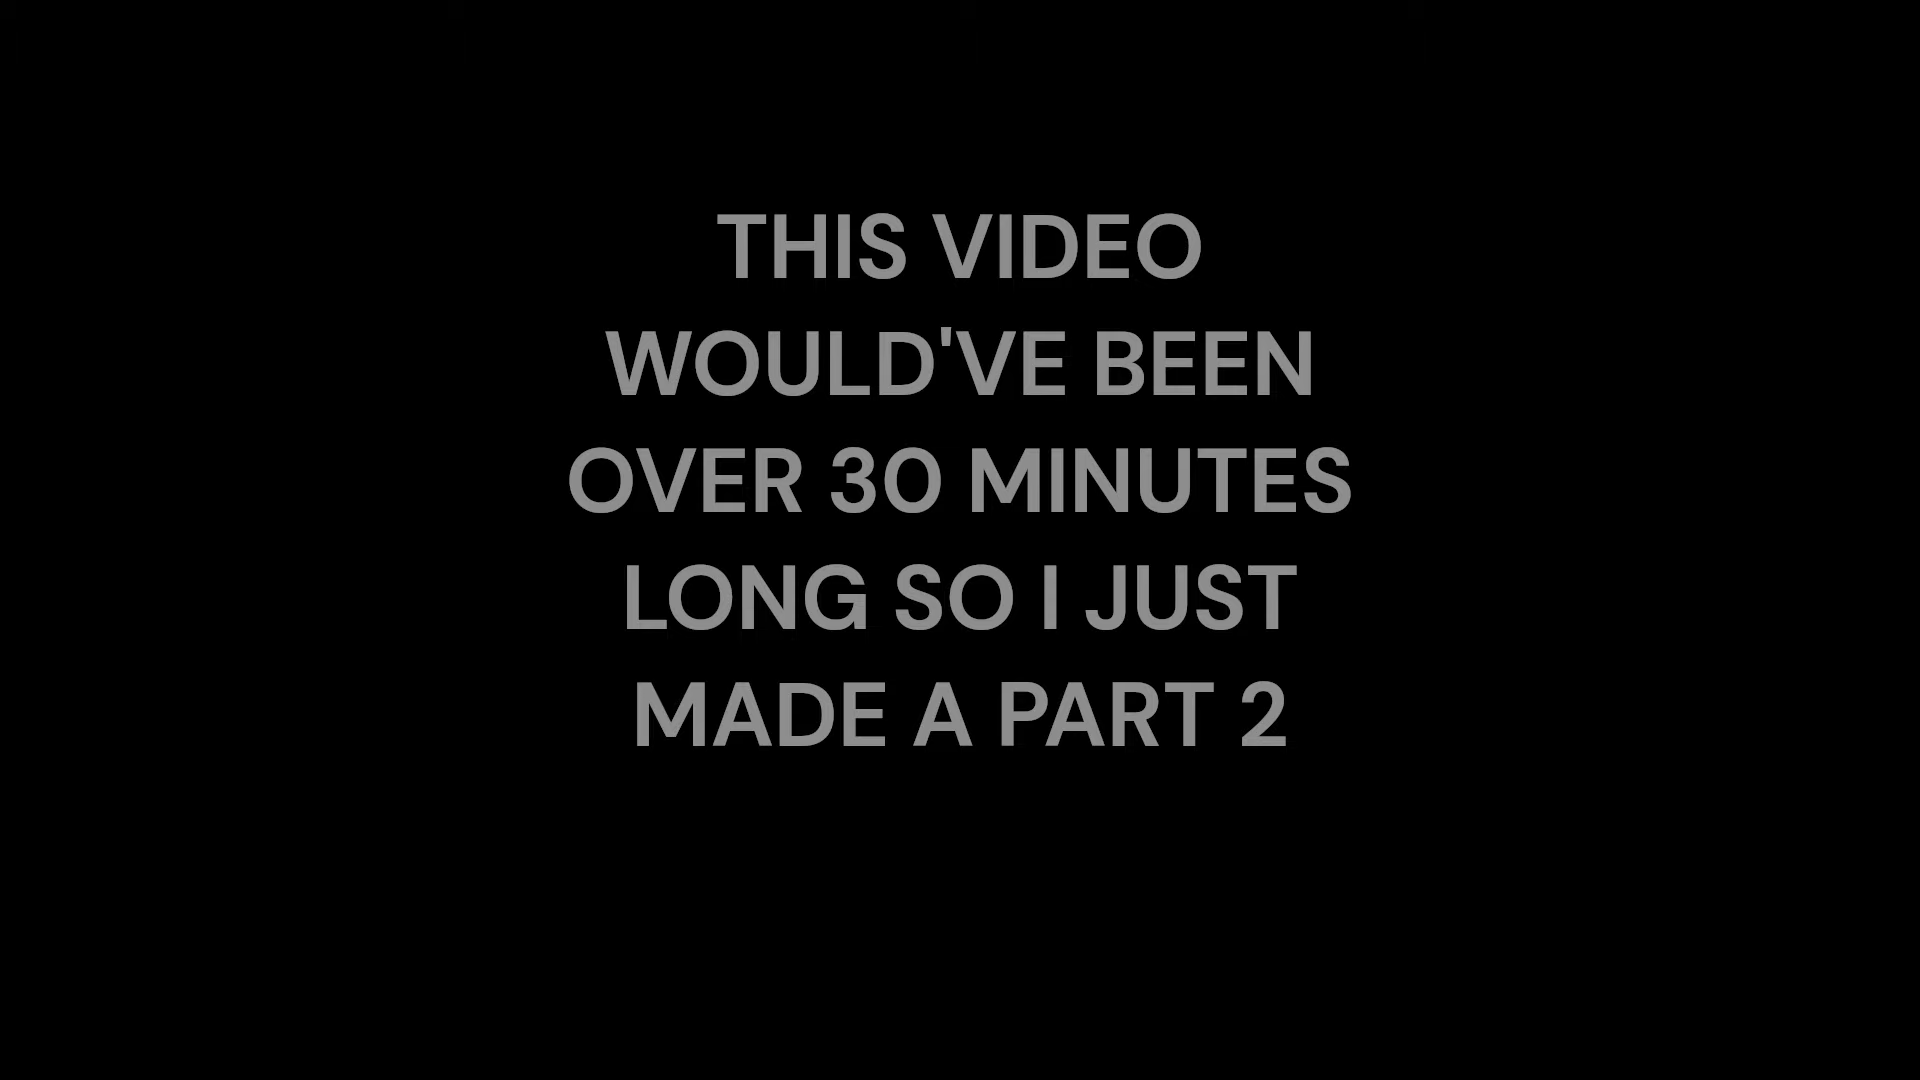 THIS VIDEO
WOULD'VE BEEN
OVER 30 MINUTES
LONG SO I JUST
MADE A PART 2